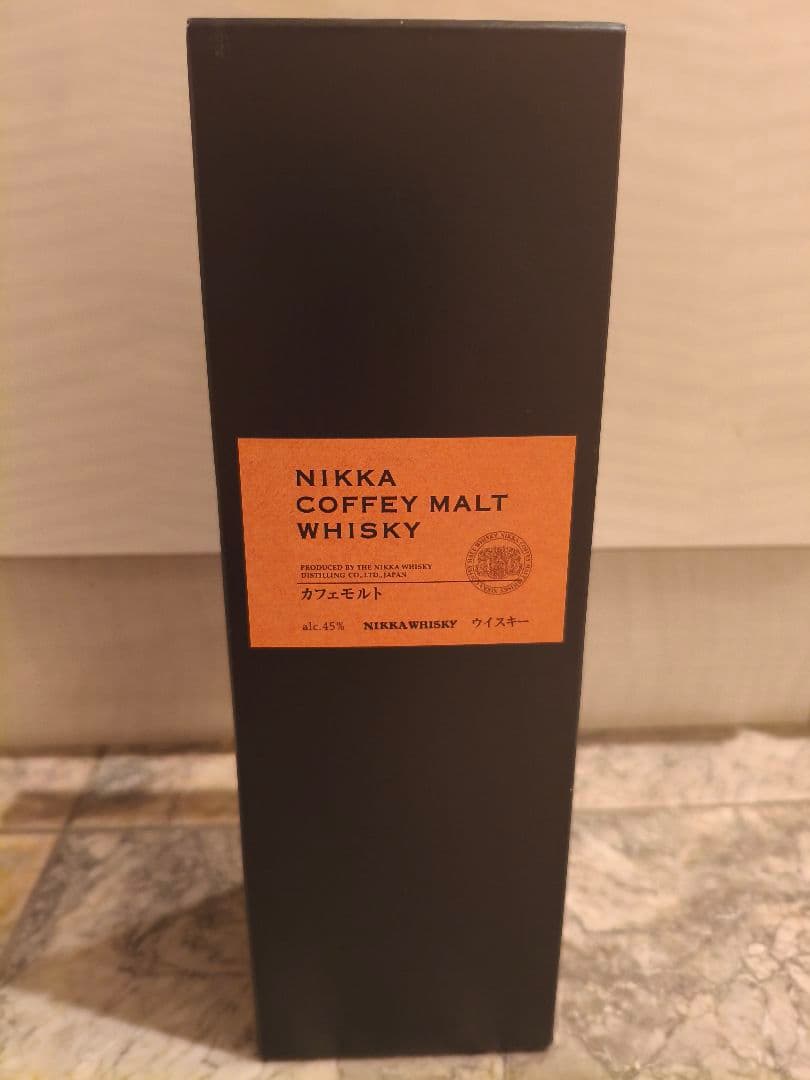 NIKKA
COFFEY MALT
WHISKY
PRODUCED BY THE NIKKA WHISKY
DISTILLING CO., LTD., JAPAN
カフェモルト
alc.45% NIKKA WHISKY ウイスキー